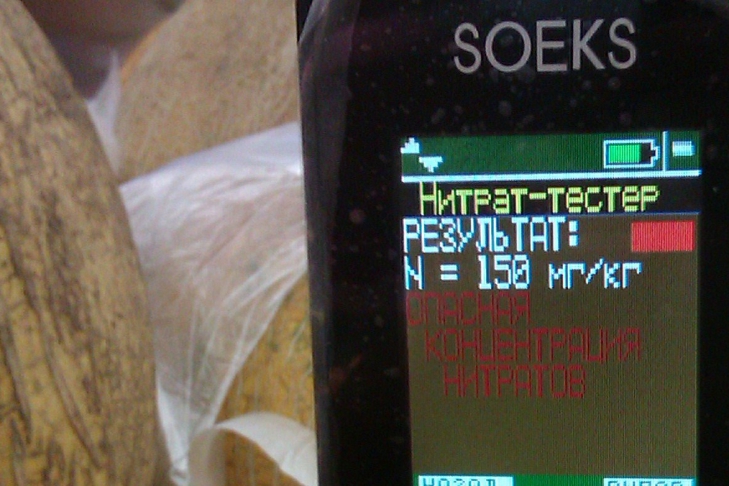 SOEKS
Нитрат-тестер
РЕЗУЛЬТАТ:
N = 150 мг/кг
ОПАСНАЯ
КОНЦЕНТРАЦИЯ
НИТРАТОВ